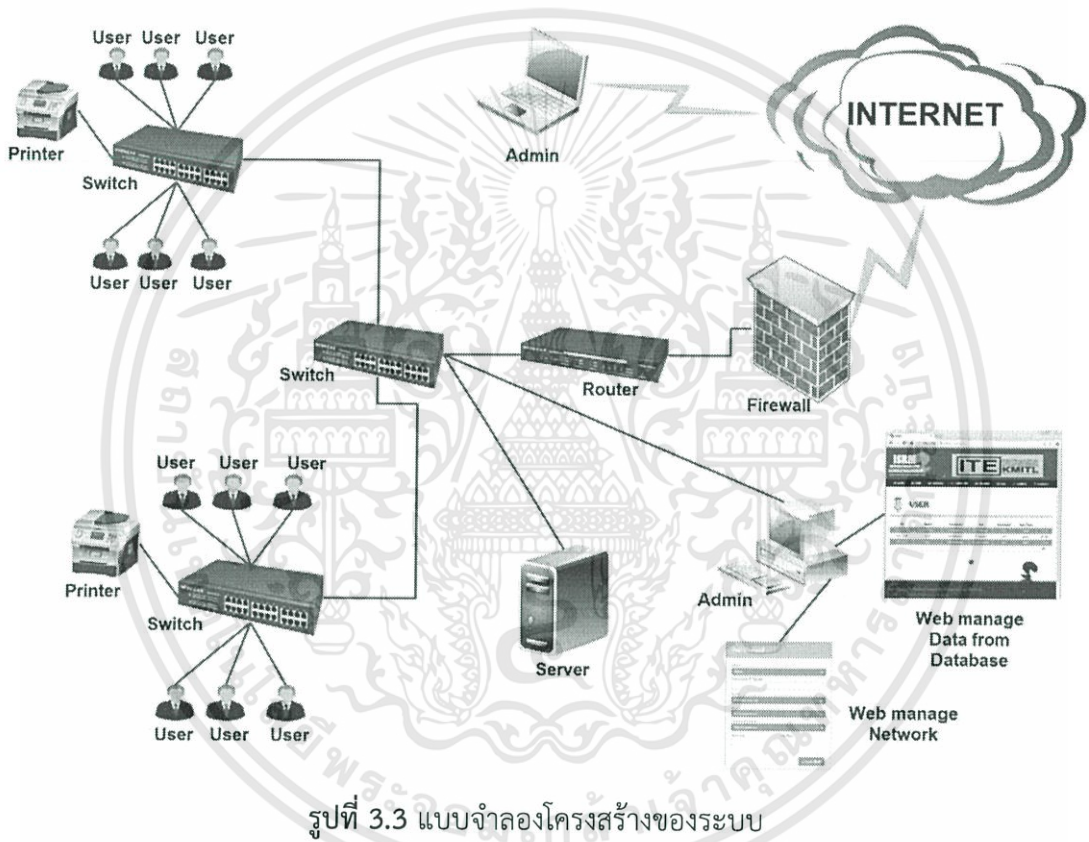 User User User
Printer
Switch
User User User
Admin
INTERNET
Switch
Router
Firewall
User User User
Printer
Switch
User User User
Server
Admin
ITE KMITL
USER
Web manage
Data from
Database
Web manage
Network
รูปที่ 3.3 แบบจำลองโครงสร้างของระบบ